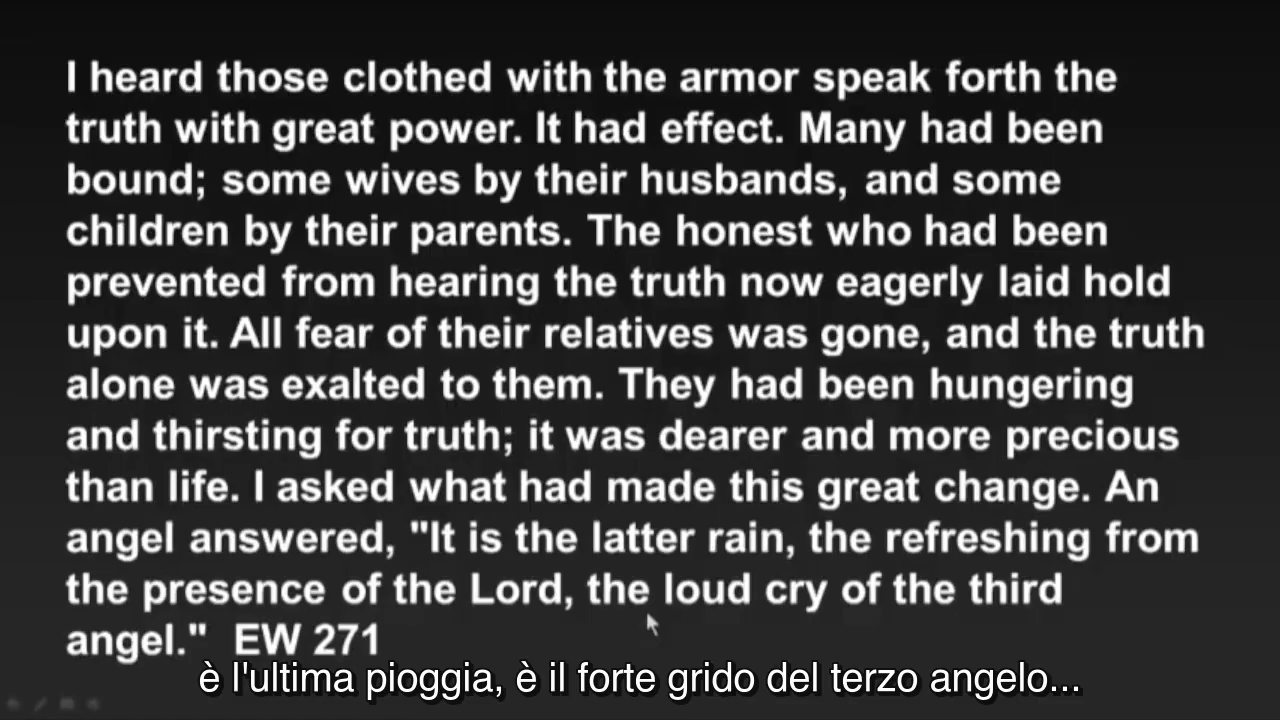 I heard those clothed with the armor speak forth the
truth with great power. It had effect. Many had been
bound; some wives by their husbands, and some
children by their parents. The honest who had been
prevented from hearing the truth now eagerly laid hold
upon it. All fear of their relatives was gone, and the truth
alone was exalted to them. They had been hungering
and thirsting for truth; it was dearer and more precious
than life. I asked what had made this great change. An
angel answered, "It is the latter rain, the refreshing from
the presence of the Lord, the loud cry of the third
angel."  EW 271
è l'ultima pioggia, è il forte grido del terzo angelo...